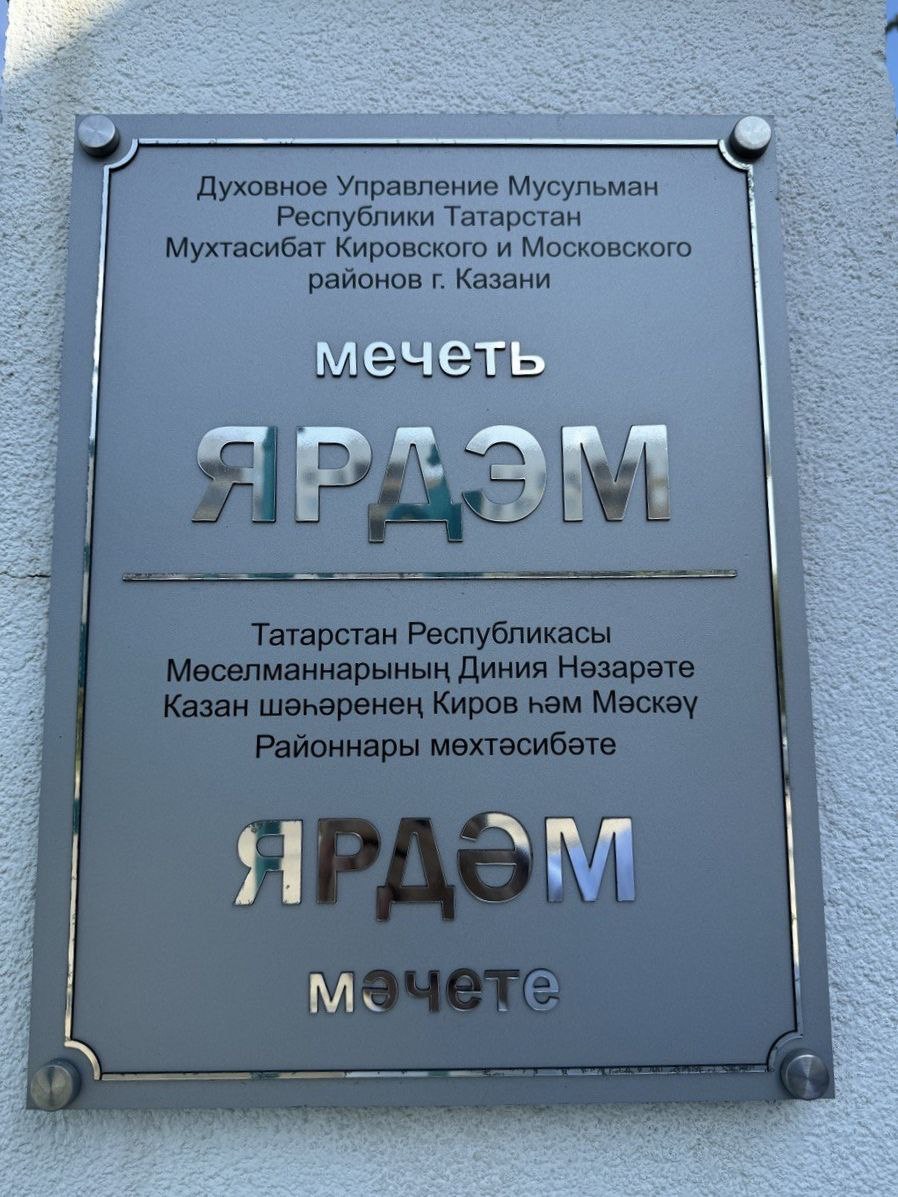 Духовное Управление Мусульман
Республики Татарстан
Мухтасибат Кировского и Московского
районов г. Казани
мечеть
ЯРДЭМ
Татарстан Республикасы
Мөселманнарының Диния Нәзарәте
Казан шәһәренең Киров һәм Мәскәү
Районнары мөхтәсибәте
ЯРДӘМ
мәчете